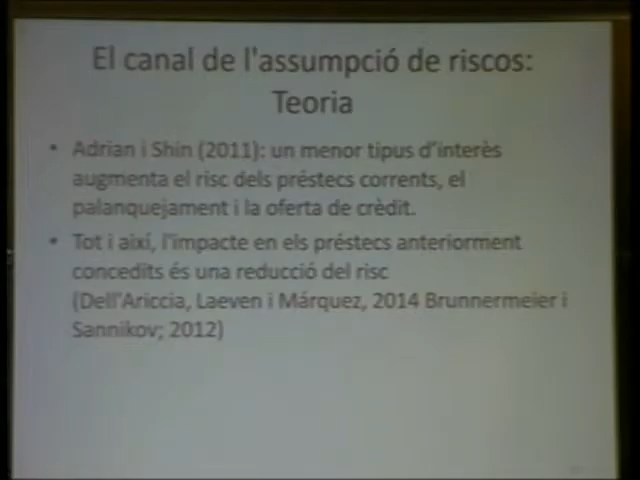 El canal de l'assumpció de riscos:
Teoria
• Adrian i Shin (2011): un menor tipus d'interès
augmenta el risc dels préstecs corrents, el
palanquejament i la oferta de crèdit.
• Tot i així, l'impacte en els préstecs anteriorment
concedits és una reducció del risc
(Dell'Ariccia, Laeven i Márquez, 2014 Brunnermeier i
Sannikov; 2012)